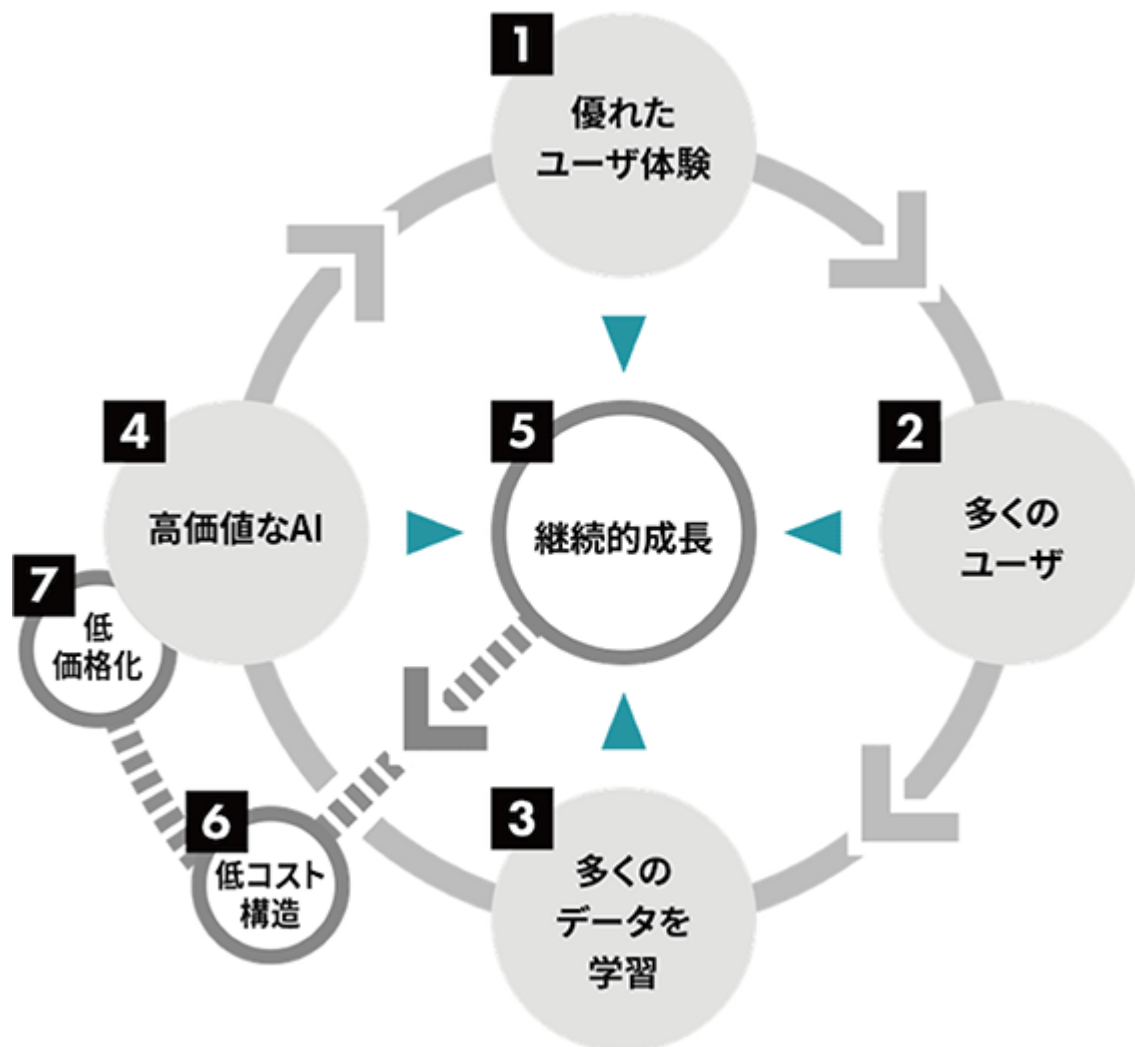 1
優れた
ユーザ体験
2
多くの
ユーザ
3
多くの
データを
学習
4
高価値なAI
5
継続的成長
6
低コスト
構造
7
低
価格化